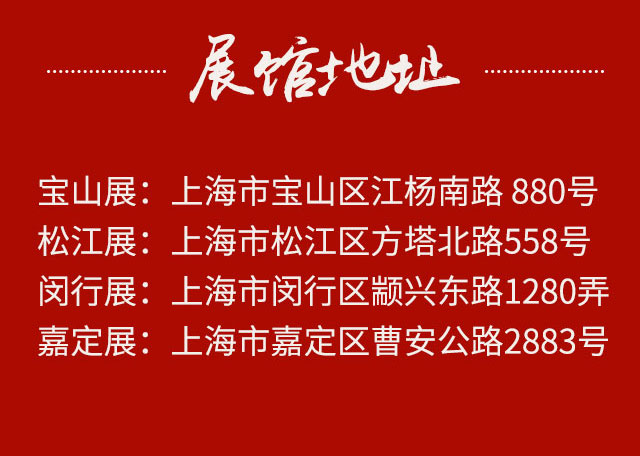 展馆地址
宝山展：上海市宝山区江杨南路 880号
松江展：上海市松江区方塔北路558号
闵行展：上海市闵行区颛兴东路1280弄
嘉定展：上海市嘉定区曹安公路2883号